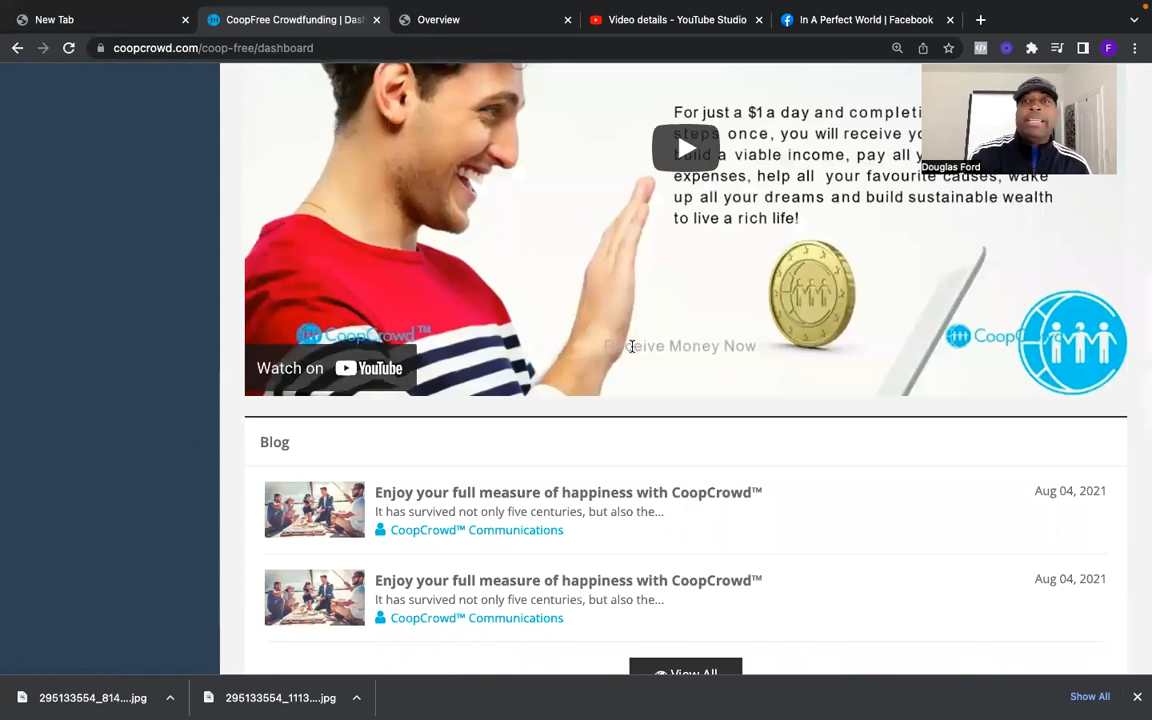 New Tab
CoopFree Crowdfunding | Das
Overview
Video details - YouTube Studio
In A Perfect World | Facebook
coopcrowd.com/coop-free/dashboard
F
For just a $1 a day and completi
steps once, you will receive yo
build a viable income, pay all y
expenses, help all your favourite causes, wake
up all your dreams and build sustainable wealth
to live a rich life!
Douglas Ford
CoopCrowd™
Receive Money Now
Watch on YouTube
Blog
Enjoy your full measure of happiness with CoopCrowd™
Aug 04, 2021
It has survived not only five centuries, but also the...
CoopCrowd™ Communications
Enjoy your full measure of happiness with CoopCrowd™
Aug 04, 2021
It has survived not only five centuries, but also the...
CoopCrowd™ Communications
View All
295133554_814....jpg
295133554_1113....jpg
Show All